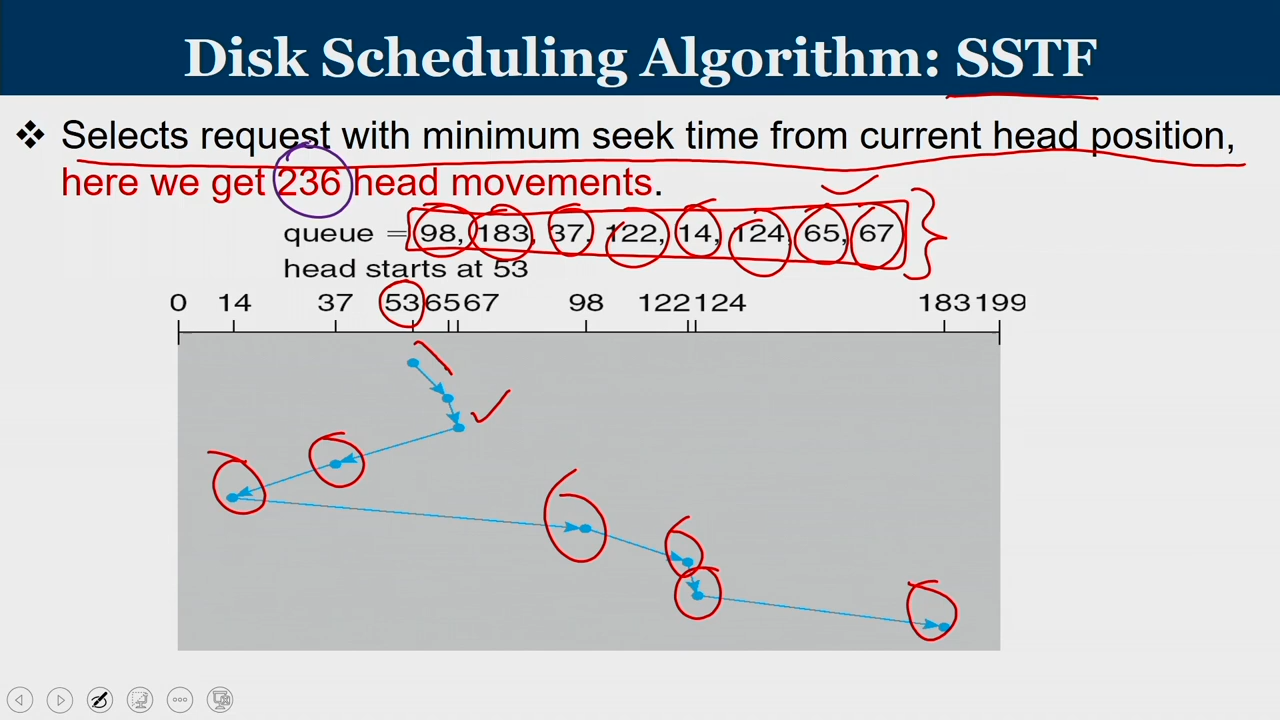 Disk Scheduling Algorithm: SSTF
❖ Selects request with minimum seek time from current head position,
here we get 236 head movements.
queue = 98, 183, 37, 122, 14, 124, 65, 67
head starts at 53
0 14 37 53 65 67 98 122 124 183 199